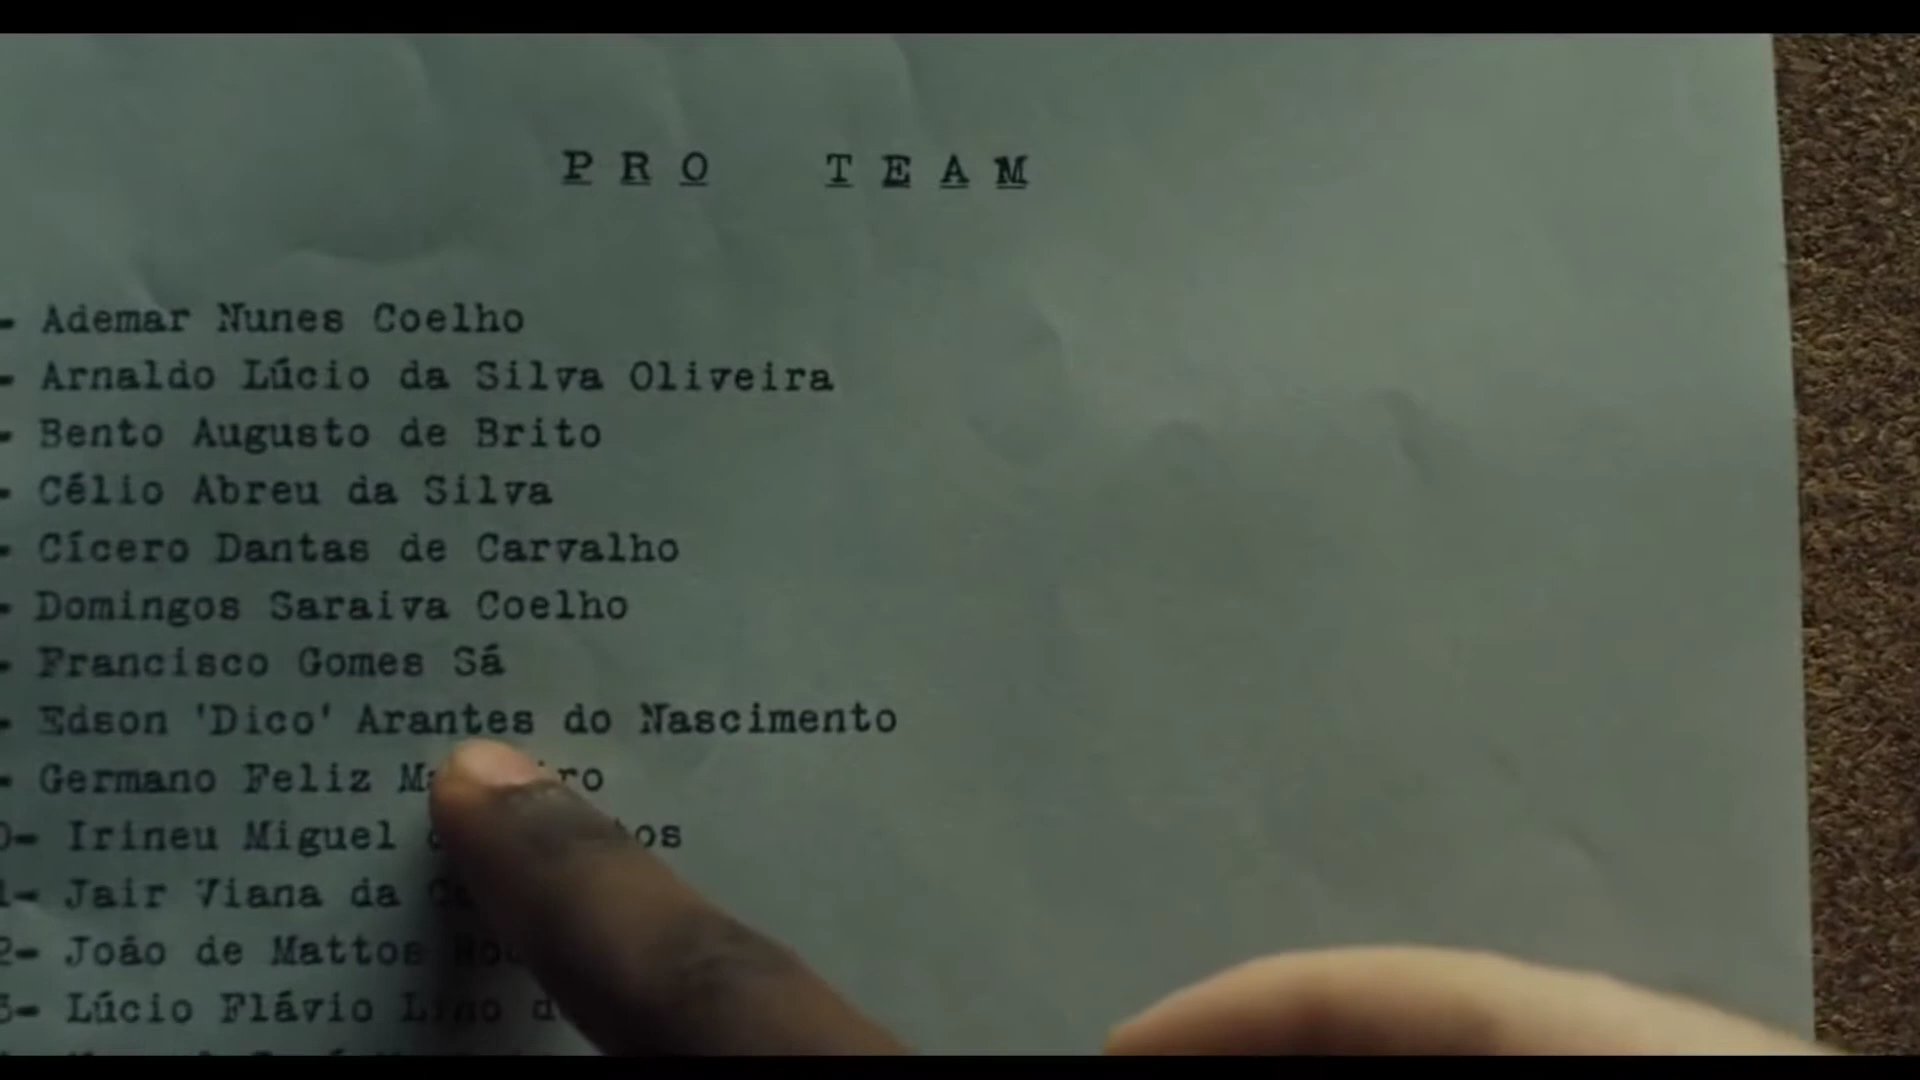 PRO TEAM
- Ademar Nunes Coelho
- Arnaldo Lúcio da Silva Oliveira
- Bento Augusto de Brito
- Célio Abreu da Silva
- Cícero Dantas de Carvalho
- Domingos Saraiva Coelho
- Francisco Gomes Sá
- Edson 'Dico' Arantes do Nascimento
- Germano Feliz
- Irineu Miguel
- Jair Viana da
- João de Mattos
- Lúcio Flávio